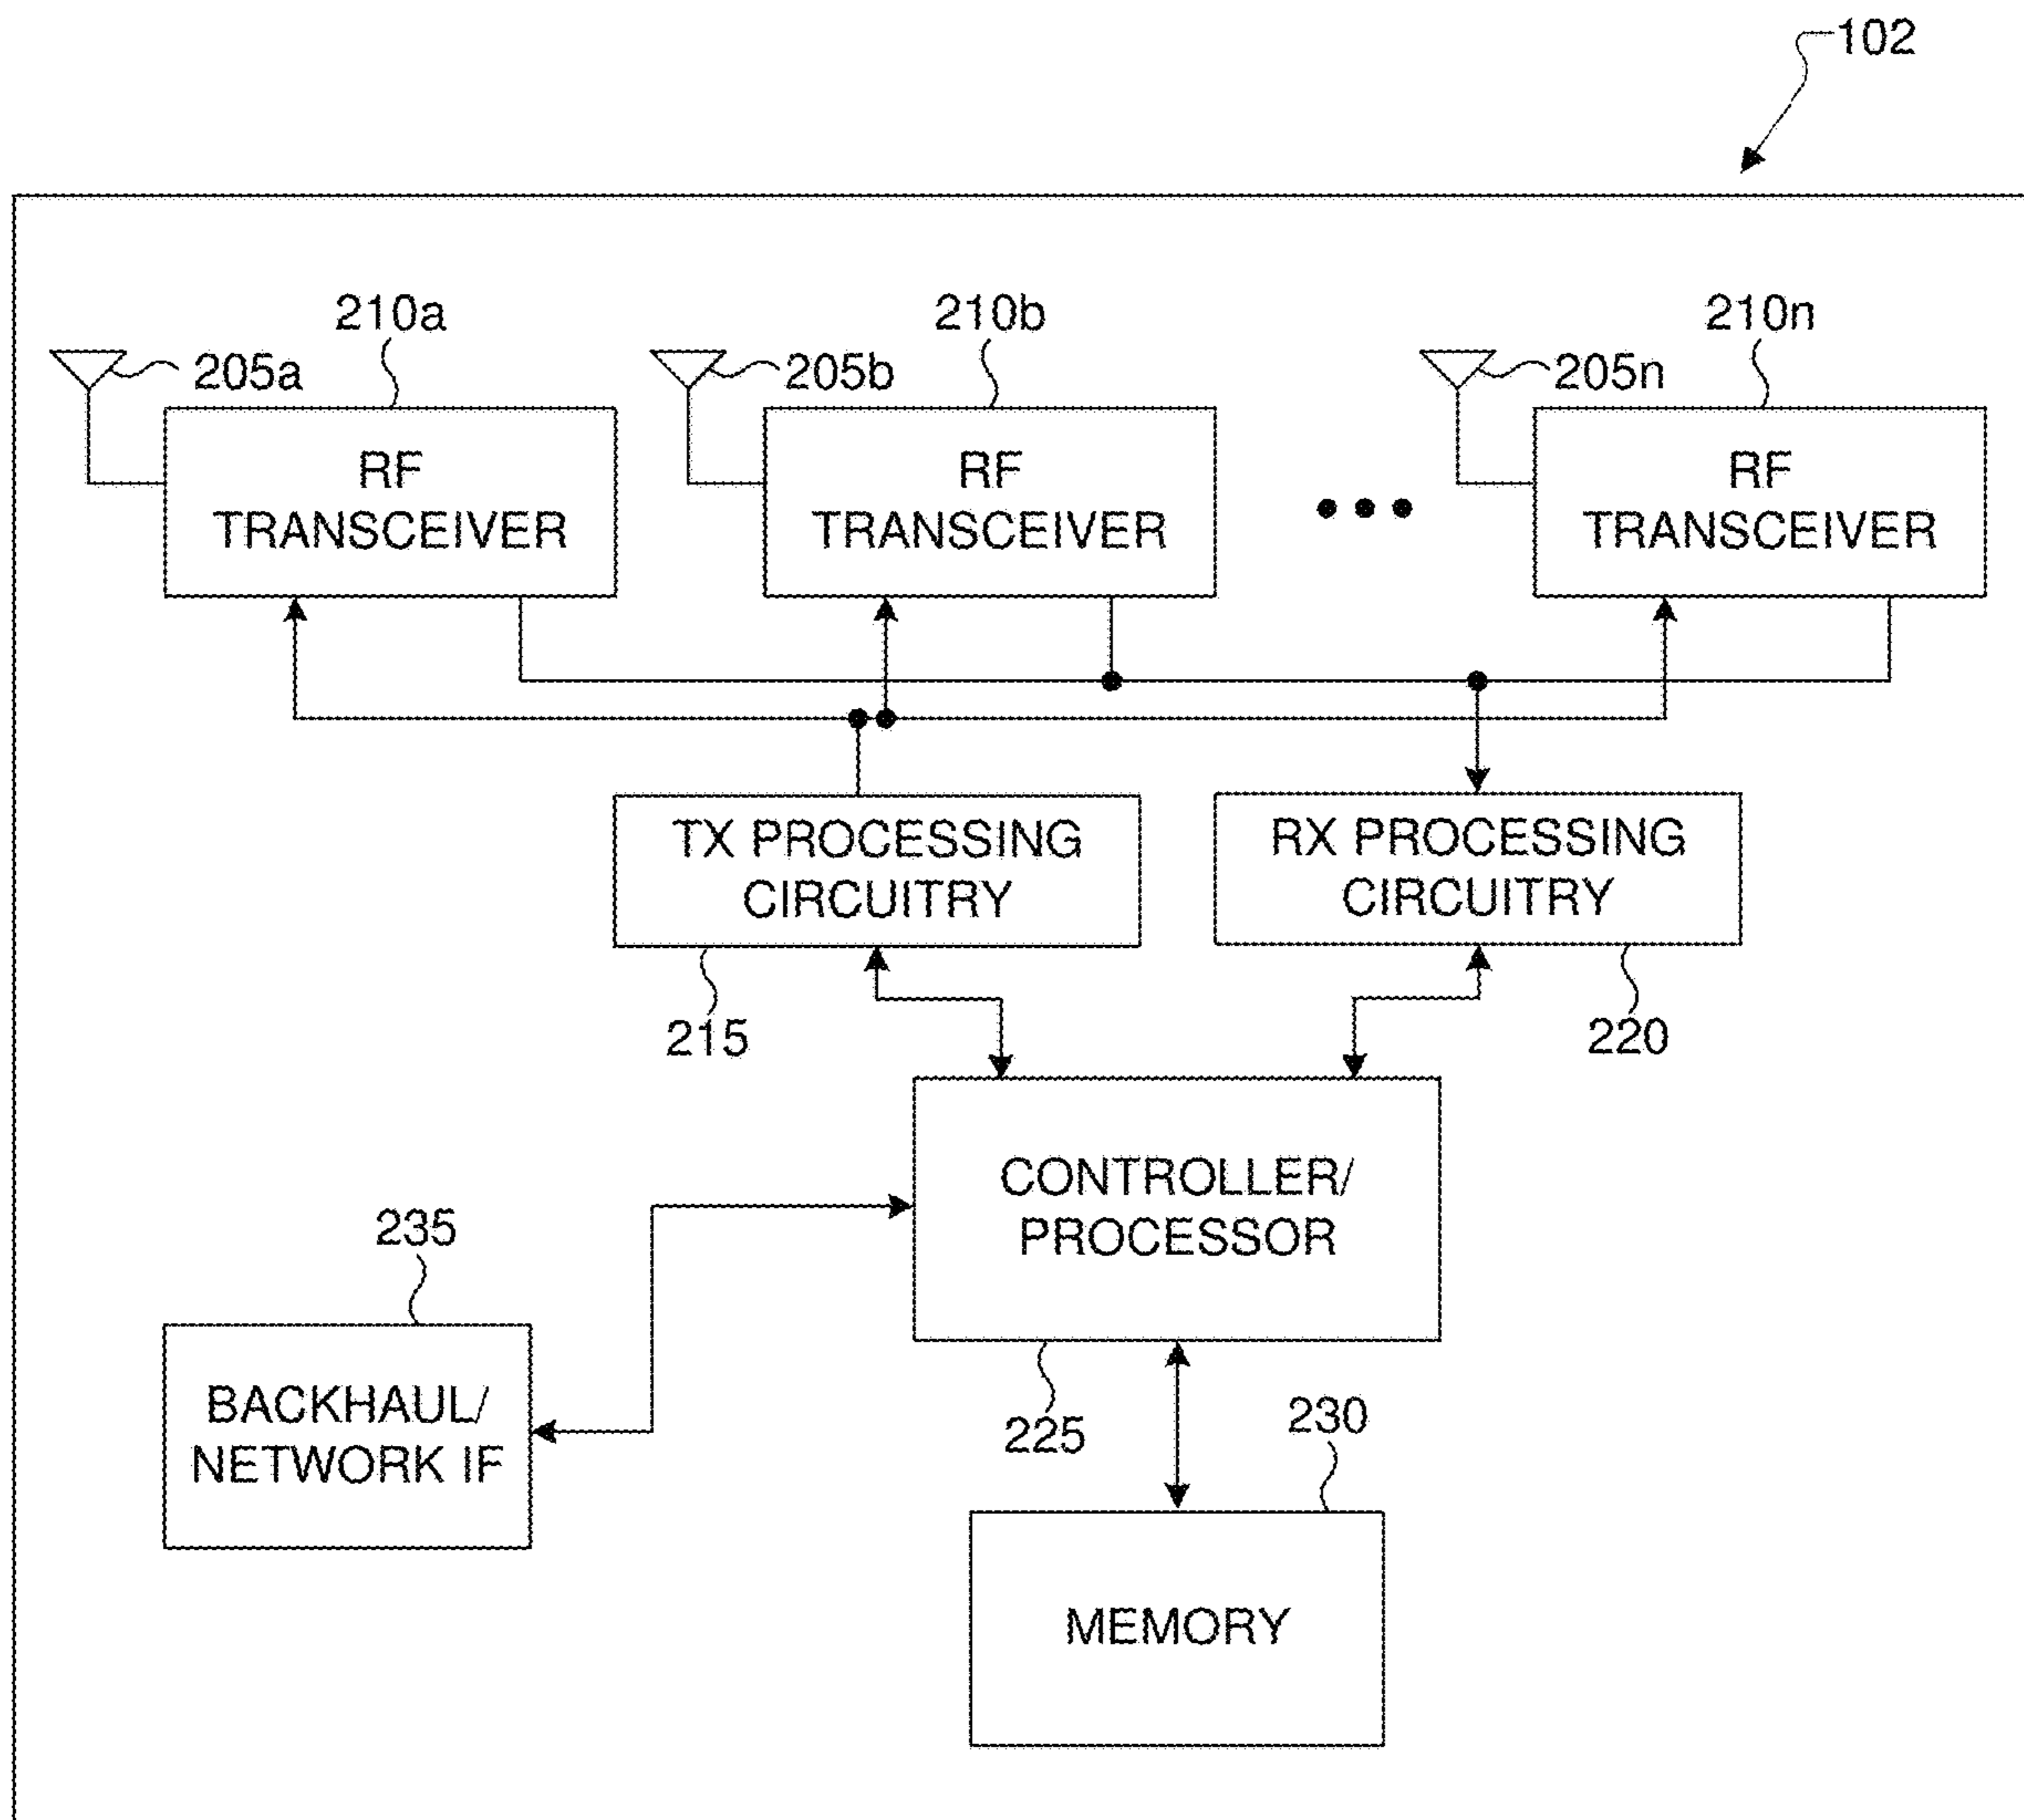 102
210a
210b
210n
205a
205b
205n
RF
TRANSCEIVER
RF
TRANSCEIVER
RF
TRANSCEIVER
TX PROCESSING
CIRCUITRY
RX PROCESSING
CIRCUITRY
215
220
CONTROLLER/
PROCESSOR
235
BACKHAUL/
NETWORK IF
225
230
MEMORY